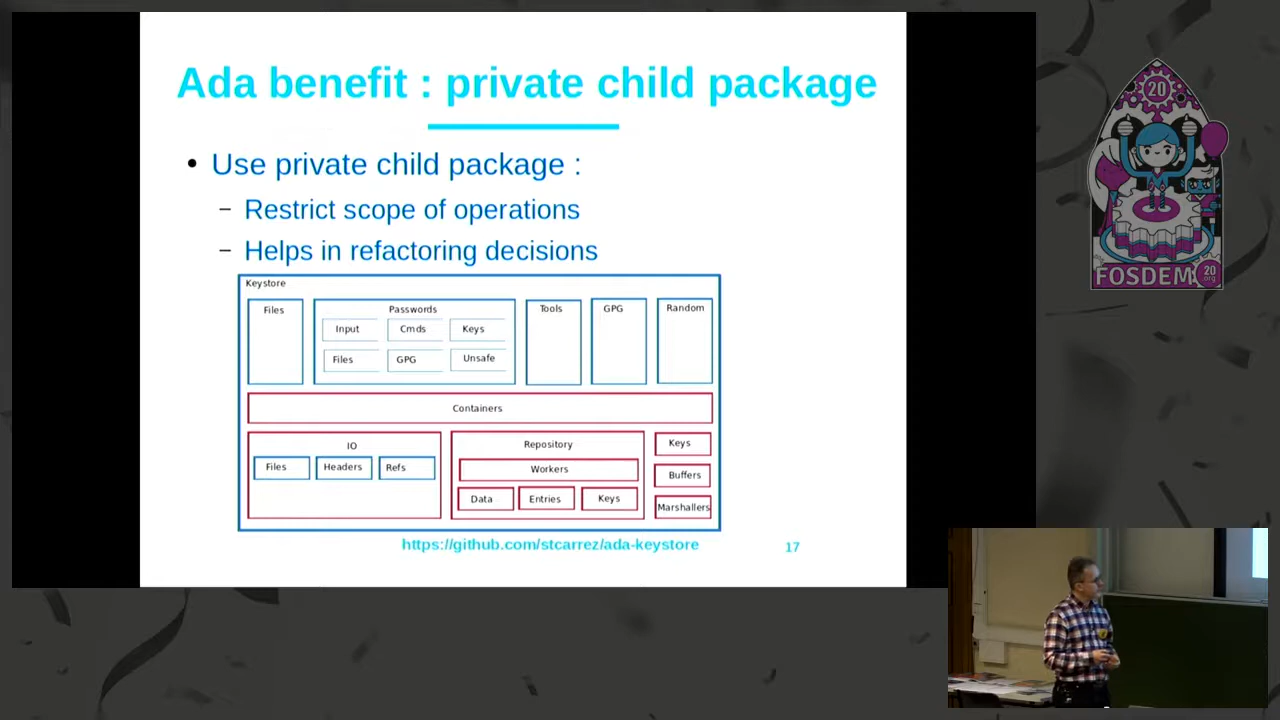 Ada benefit : private child package
• Use private child package :
– Restrict scope of operations
– Helps in refactoring decisions
Keystore
Files
Passwords
Input Cmds Keys
Files GPG Unsafe
Tools
GPG
Random
Containers
IO
Files Headers Refs
Repository
Workers
Data Entries Keys
Keys
Buffers
Marshallers
https://github.com/stcarrez/ada-keystore
17
20
FOSDEM 20
.org